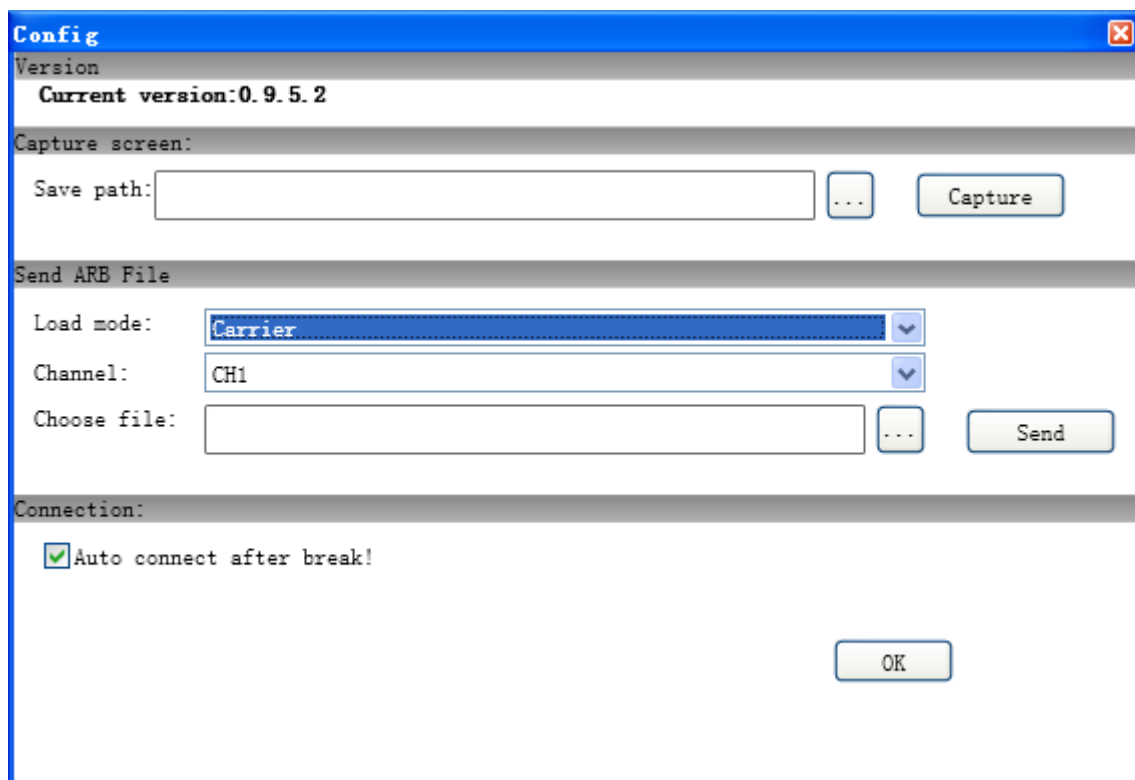 Config
Version
Current version:0.9.5.2
Capture screen:
Save path:
...
Capture
Send ARB File
Load mode:
Carrier
Channel:
CH1
Choose file:
...
Send
Connection:
Auto connect after break!
OK